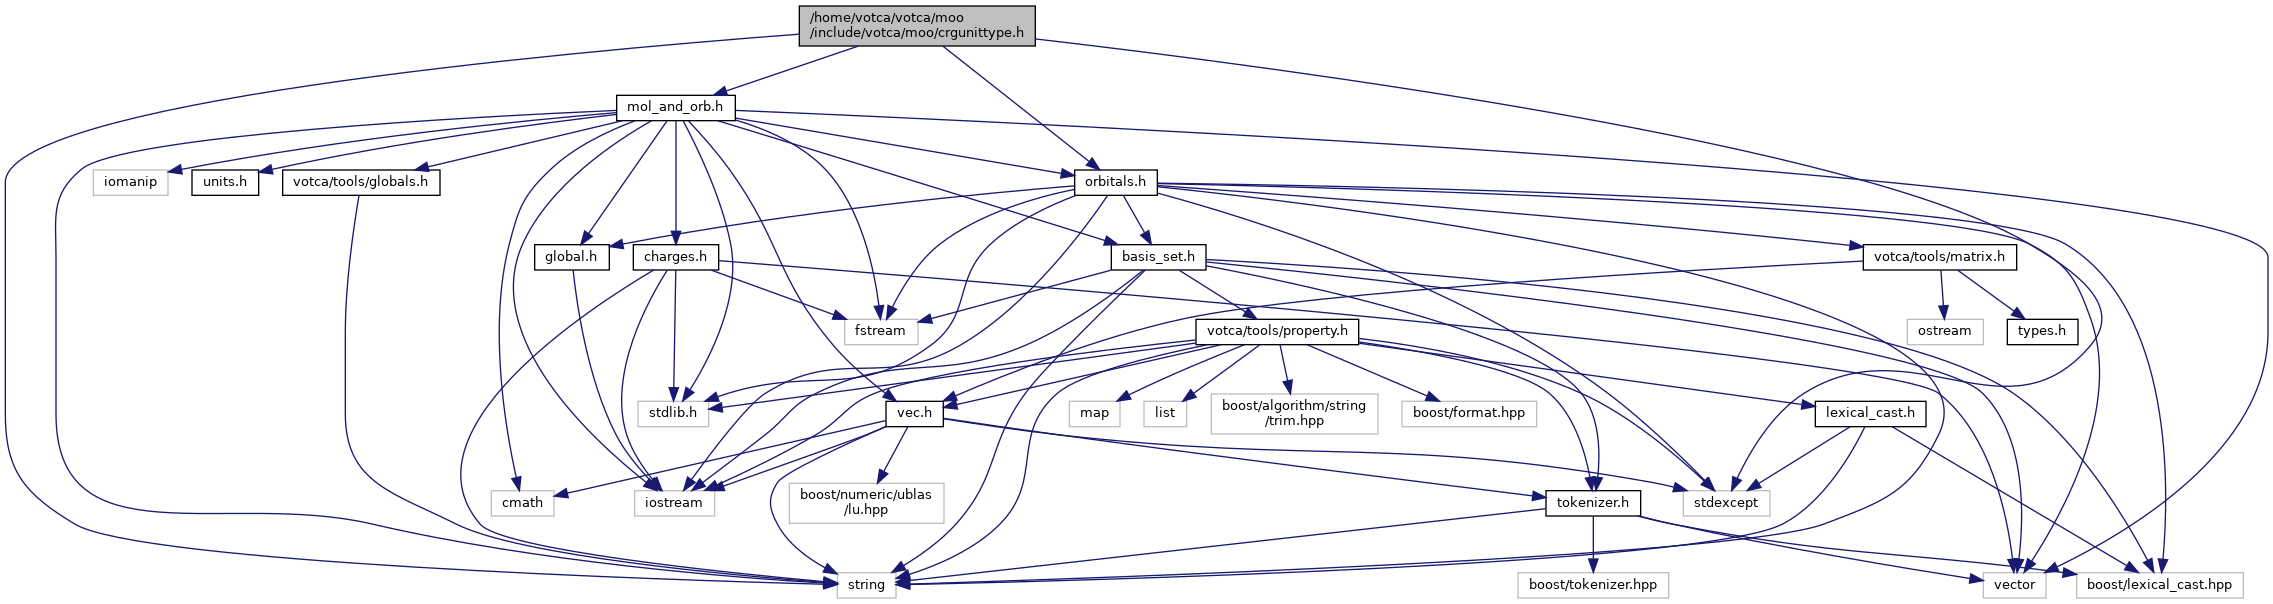 /home/votca/votca/moo
/include/votca/moo/crgunittype.h
mol_and_orb.h
iomanip
units.h
votca/tools/globals.h
orbitals.h
global.h
charges.h
basis_set.h
votca/tools/matrix.h
fstream
votca/tools/property.h
ostream
types.h
stdlib.h
vec.h
map
list
boost/algorithm/string
/trim.hpp
boost/format.hpp
lexical_cast.h
cmath
iostream
boost/numeric/ublas
/lu.hpp
tokenizer.h
stdexcept
string
boost/tokenizer.hpp
vector
boost/lexical_cast.hpp